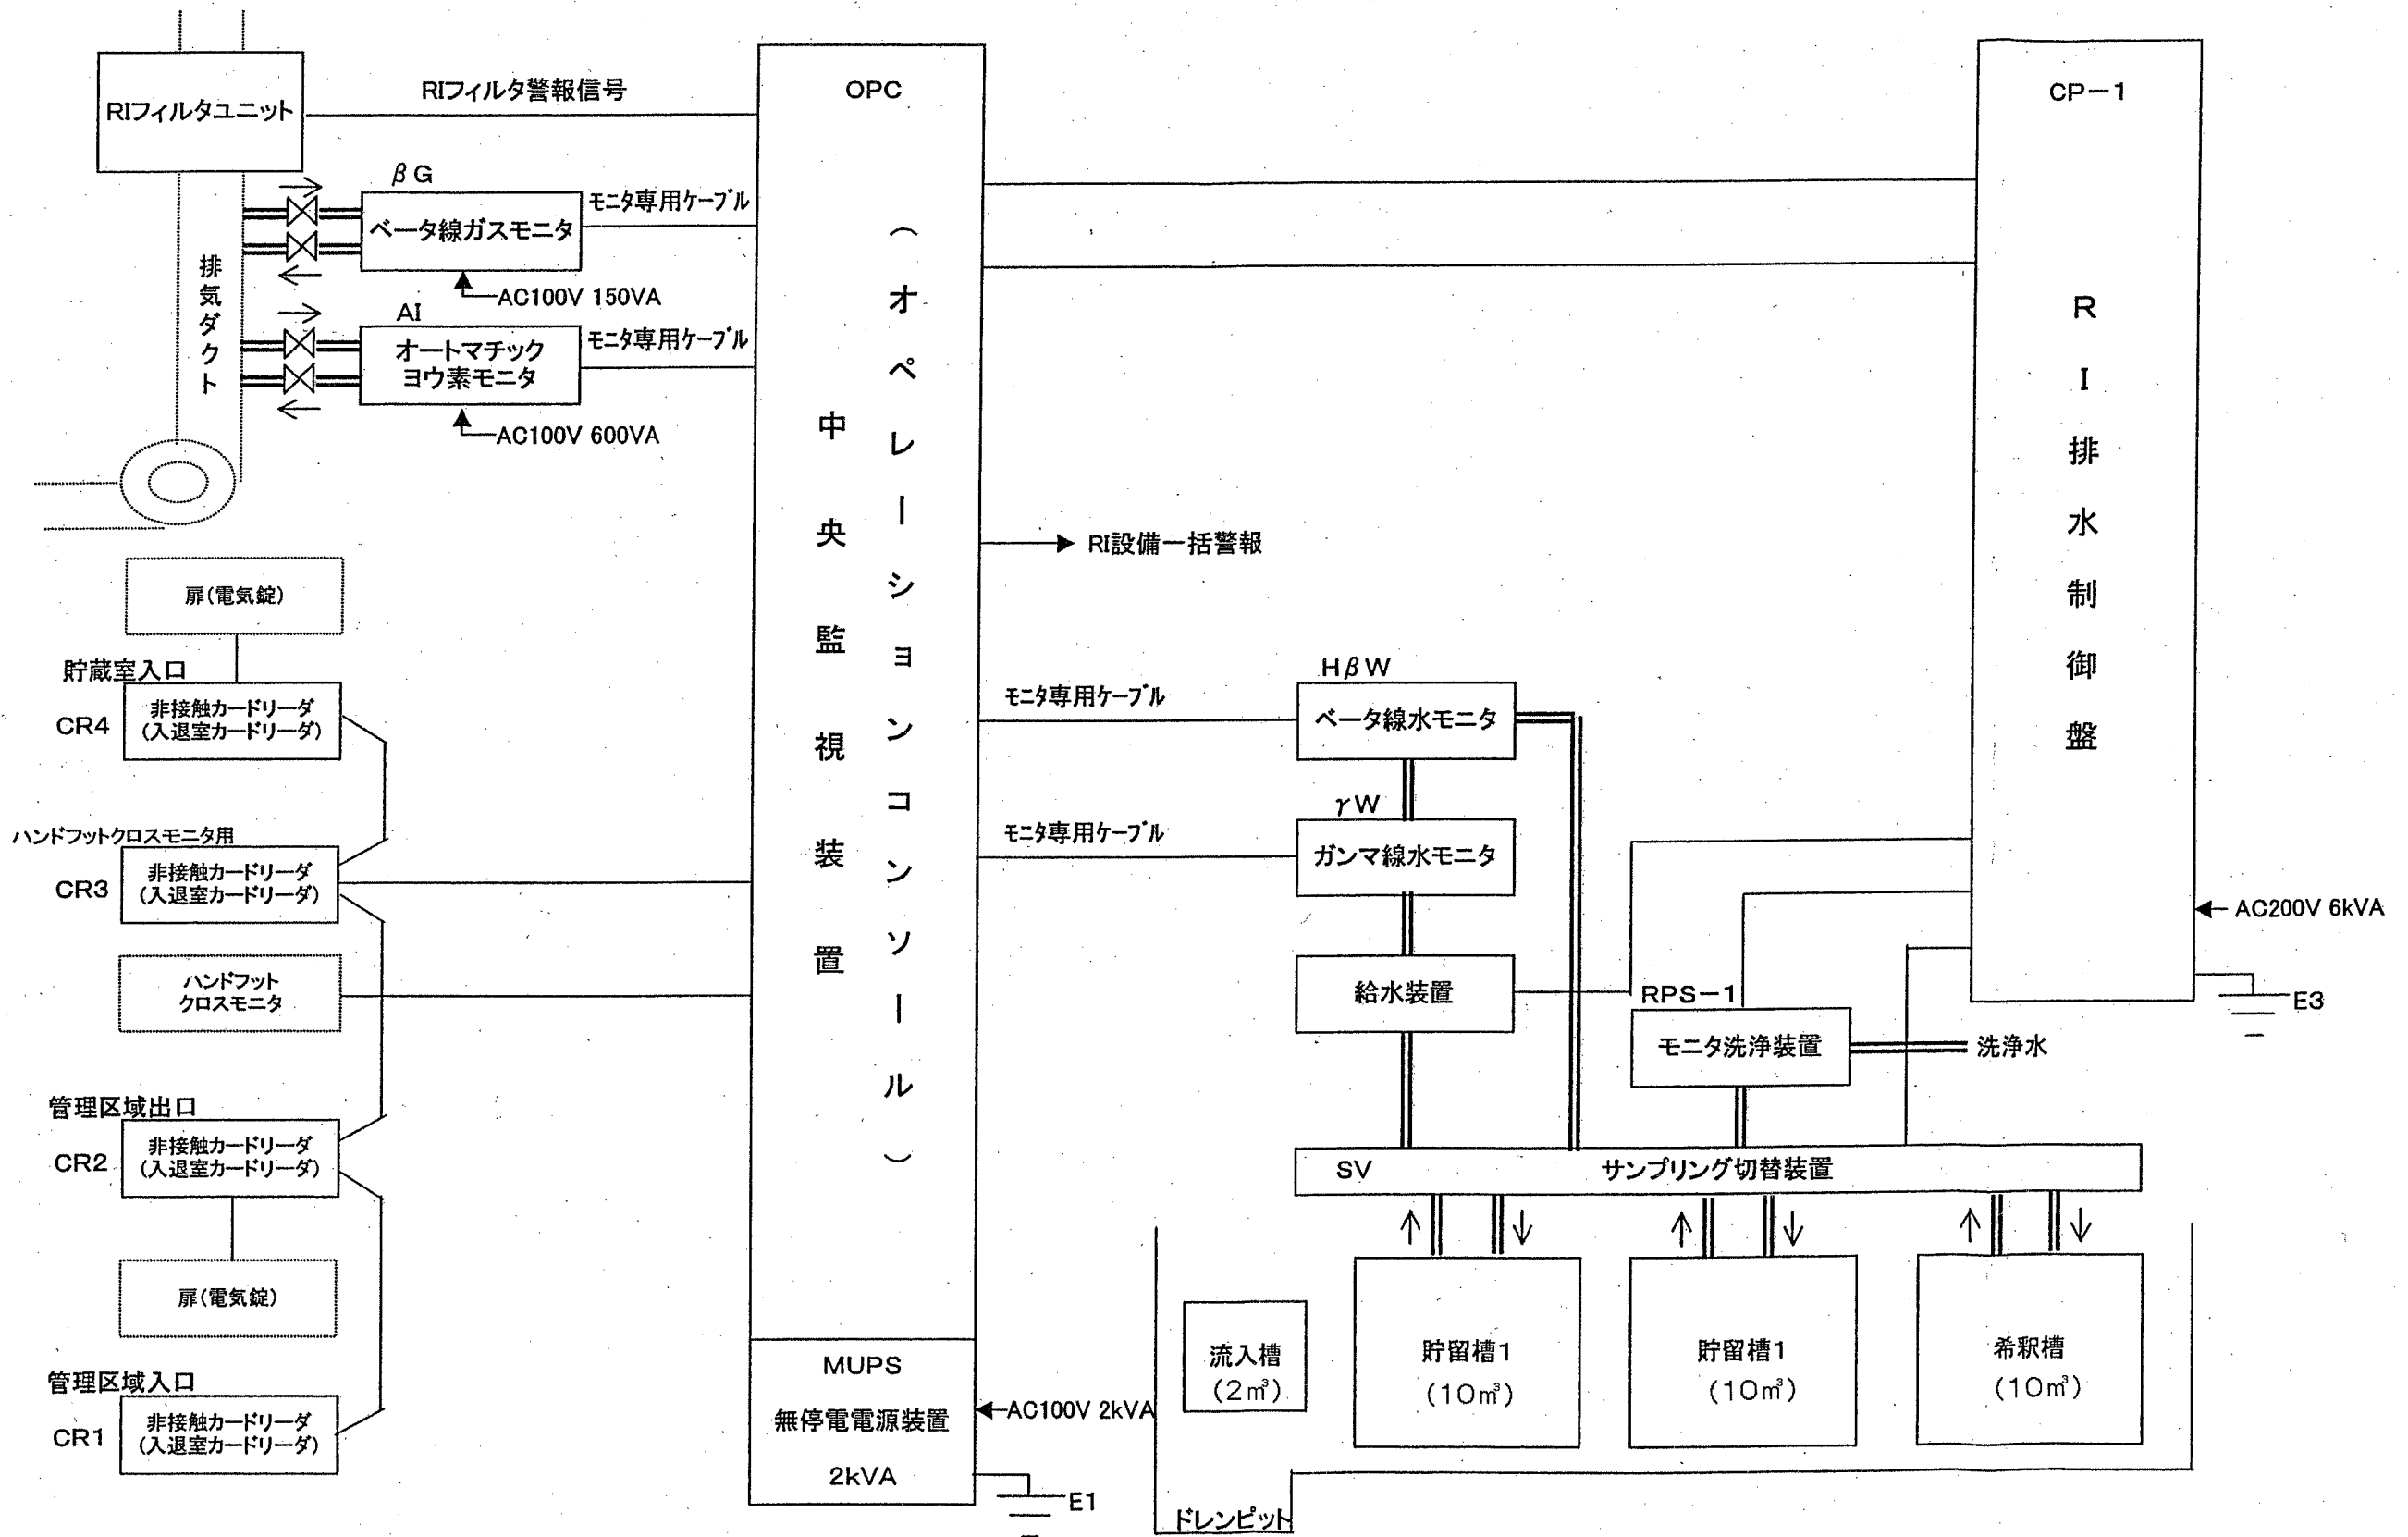 RIフィルタユニット
RIフィルタ警報信号
OPC
中央監視装置
（オペレーションコンソール）
CP-1
RI排水制御盤
βG
ベータ線ガスモニタ
モニタ専用ケーブル
AC100V 150VA
排気ダクト
AI
オートマチック
ヨウ素モニタ
モニタ専用ケーブル
AC100V 600VA
RI設備一括警報
扉(電気錠)
貯蔵室入口
CR4
非接触カードリーダ
(入退室カードリーダ)
ハンドフットクロスモニタ用
CR3
非接触カードリーダ
(入退室カードリーダ)
ハンドフット
クロスモニタ
管理区域出口
CR2
非接触カードリーダ
(入退室カードリーダ)
扉(電気錠)
管理区域入口
CR1
非接触カードリーダ
(入退室カードリーダ)
MUPS
無停電電源装置
2kVA
AC100V 2kVA
E1
モニタ専用ケーブル
HβW
ベータ線水モニタ
モニタ専用ケーブル
γW
ガンマ線水モニタ
給水装置
RPS-1
モニタ洗浄装置
洗浄水
AC200V 6kVA
E3
SV
サンプリング切替装置
流入槽
(2㎥)
貯留槽1
(10㎥)
貯留槽1
(10㎥)
希釈槽
(10㎥)
ドレンピット